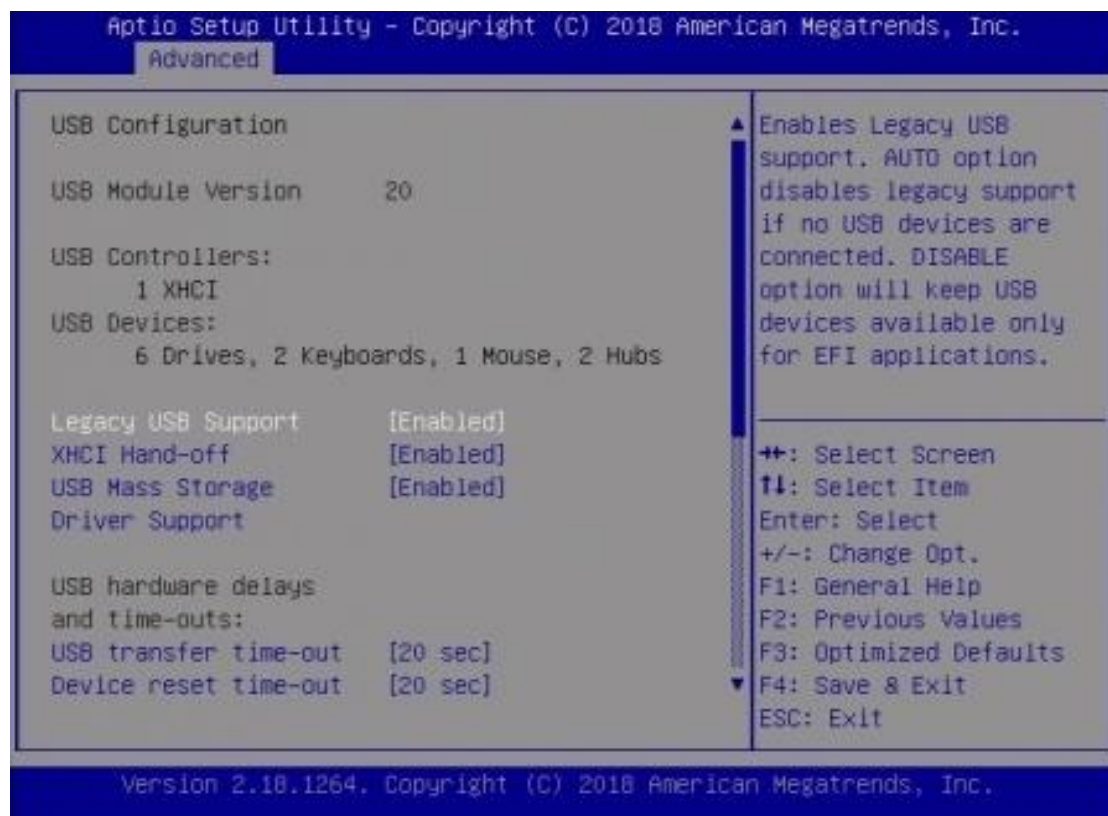 Aptio Setup Utility – Copyright (C) 2018 American Megatrends, Inc.
Advanced
USB Configuration
USB Module Version 20
USB Controllers:
1 XHCI
USB Devices:
6 Drives, 2 Keyboards, 1 Mouse, 2 Hubs
Legacy USB Support [Enabled]
XHCI Hand-off [Enabled]
USB Mass Storage [Enabled]
Driver Support
USB hardware delays
and time-outs:
USB transfer time-out [20 sec]
Device reset time-out [20 sec]
Enables Legacy USB
support. AUTO option
disables legacy support
if no USB devices are
connected. DISABLE
option will keep USB
devices available only
for EFI applications.
→←: Select Screen
↑↓: Select Item
Enter: Select
+/-: Change Opt.
F1: General Help
F2: Previous Values
F3: Optimized Defaults
F4: Save & Exit
ESC: Exit
Version 2.18.1264. Copyright (C) 2018 American Megatrends, Inc.